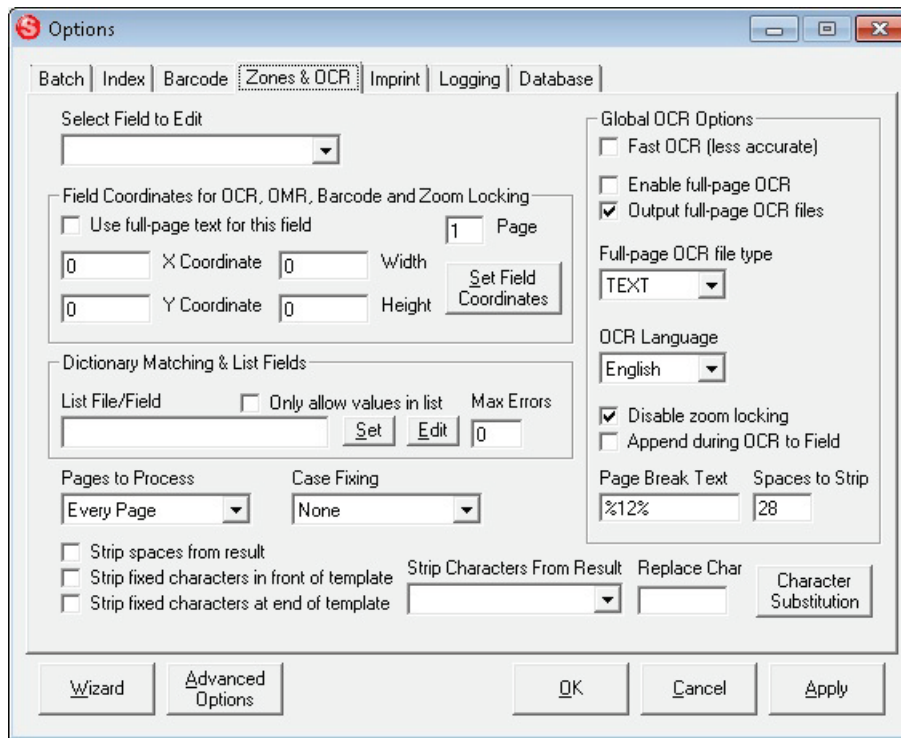 Options
Batch Index Barcode Zones & OCR Imprint Logging Database
Select Field to Edit
Field Coordinates for OCR, OMR, Barcode and Zoom Locking
Use full-page text for this field
1 Page
0 X Coordinate 0 Width
0 Y Coordinate 0 Height
Set Field
Coordinates
Dictionary Matching & List Fields
List File/Field
Only allow values in list
Max Errors
Set Edit 0
Pages to Process
Every Page
Case Fixing
None
Strip spaces from result
Strip fixed characters in front of template
Strip fixed characters at end of template
Strip Characters From Result
Replace Char
Character
Substitution
Global OCR Options
Fast OCR (less accurate)
Enable full-page OCR
Output full-page OCR files
Full-page OCR file type
TEXT
OCR Language
English
Disable zoom locking
Append during OCR to Field
Page Break Text Spaces to Strip
%12% 28
Wizard
Advanced
Options
OK Cancel Apply